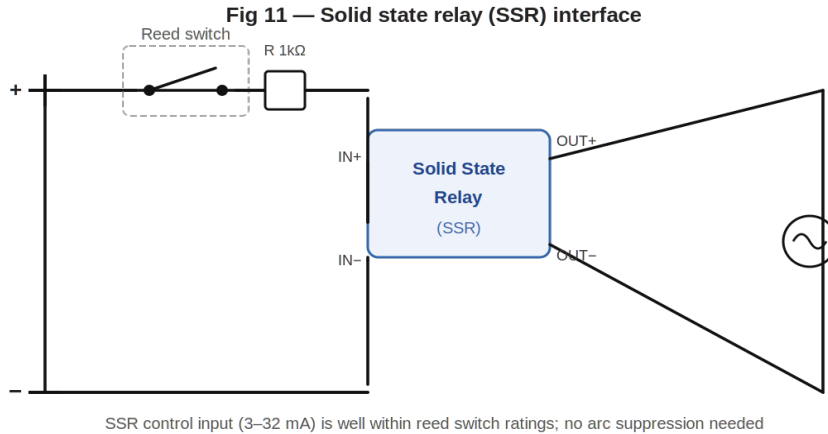 Fig 11 — Solid state relay (SSR) interface
Reed switch
R 1kΩ
+
IN+
OUT+
Solid State
Relay
(SSR)
IN−
OUT−
−
SSR control input (3–32 mA) is well within reed switch ratings; no arc suppression needed